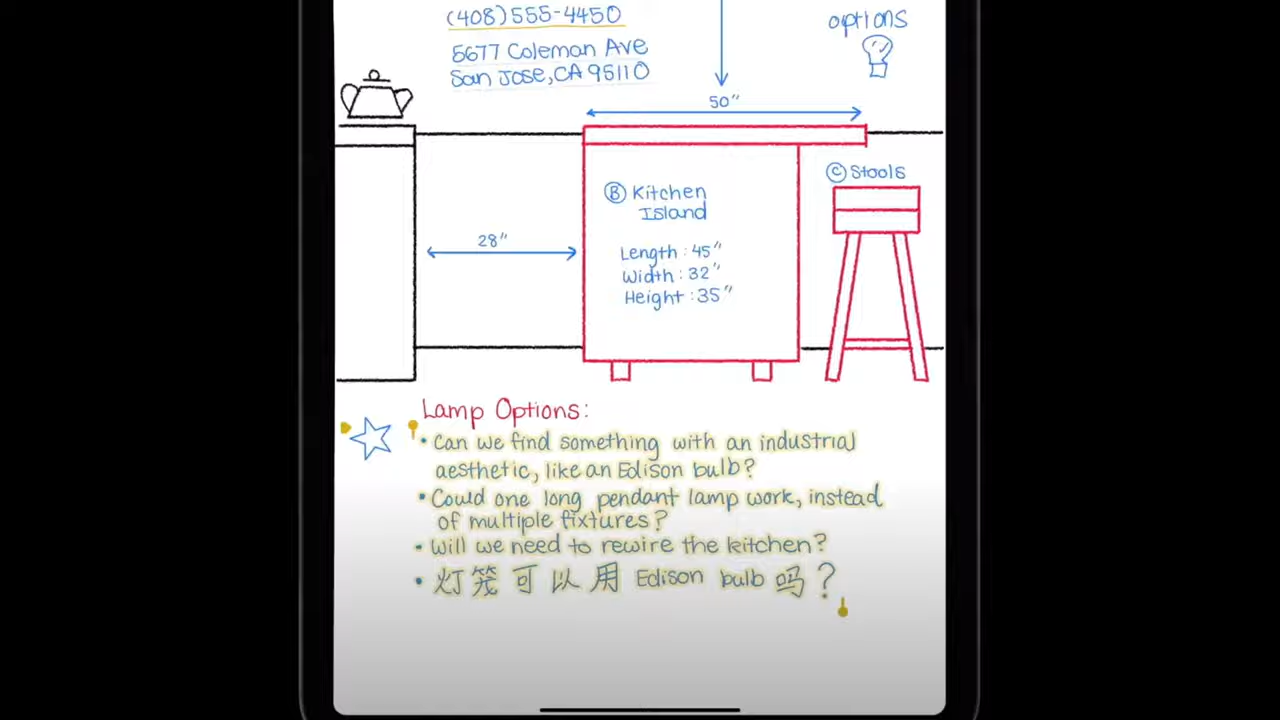 (408) 555-4450
5677 Coleman Ave
San Jose, CA 95110
options
50"
Ⓑ Kitchen
Island
Length : 45"
Width : 32"
Height : 35"
28"
Ⓒ Stools
Lamp Options:
• Can we find something with an industrial
aesthetic, like an Edison bulb?
• Could one long pendant lamp work, instead
of multiple fixtures?
• Will we need to rewire the kitchen?
• 灯笼可以用 Edison bulb 吗?